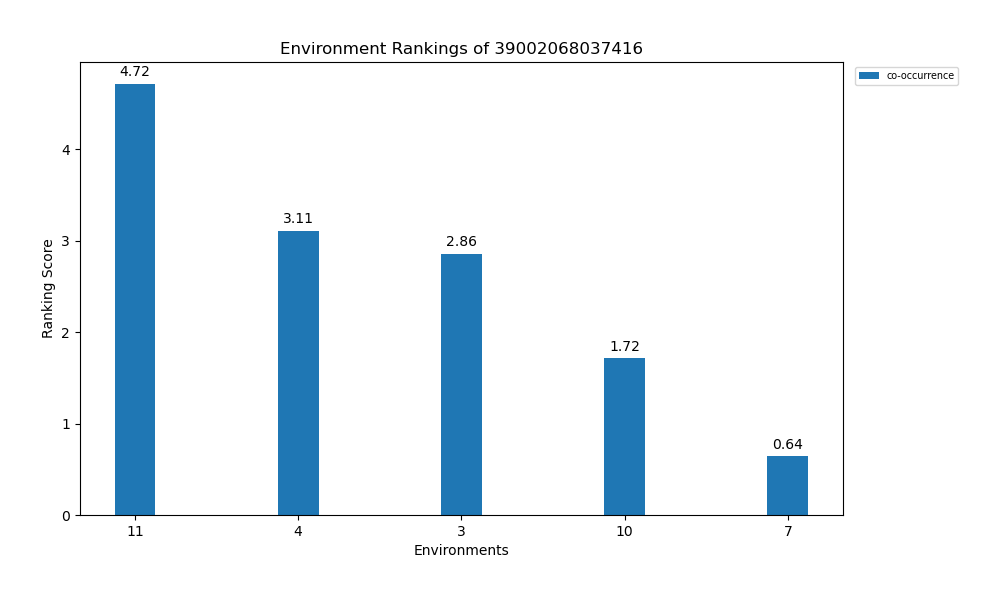 Environment Rankings of 39002068037416
co-occurrence
4.72
3.11
2.86
1.72
0.64
Ranking Score
4
3
2
1
0
11 4 3 10 7
Environments